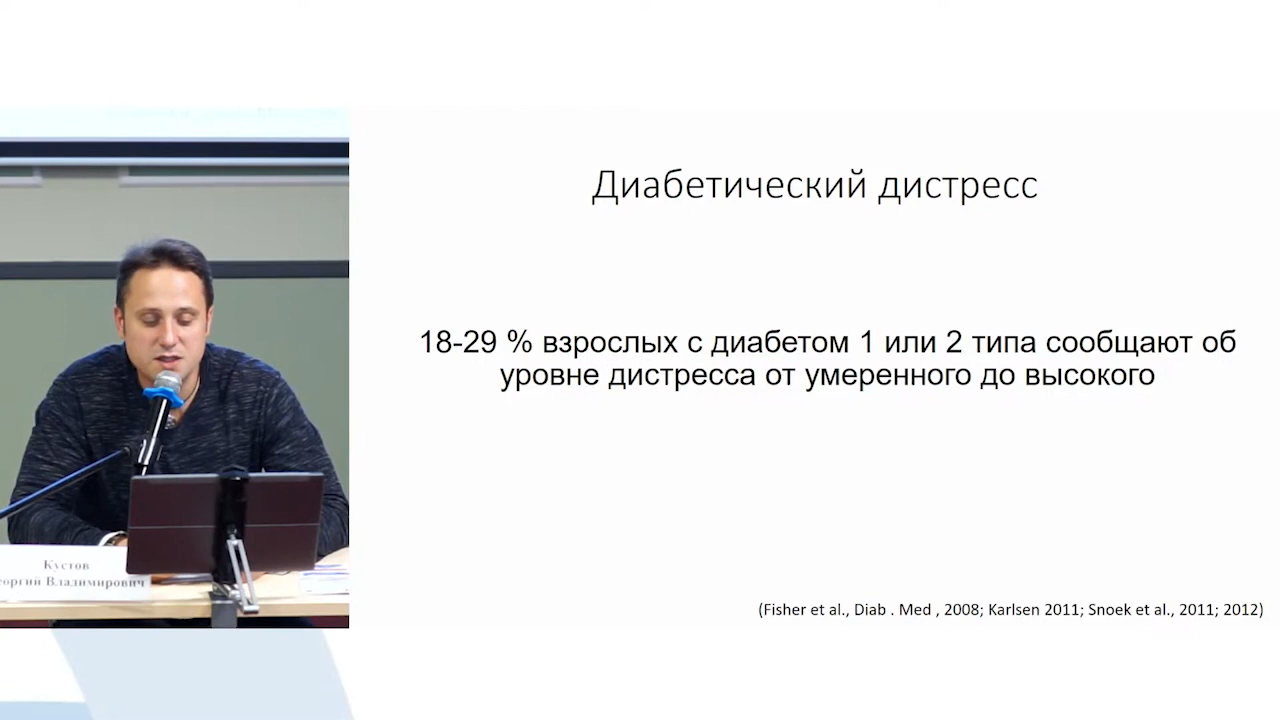 Диабетический дистресс
18-29 % взрослых с диабетом 1 или 2 типа сообщают об
уровне дистресса от умеренного до высокого
(Fisher et al., Diab . Med , 2008; Karlsen 2011; Snoek et al., 2011; 2012)
Кустов
еоргий Владимирович